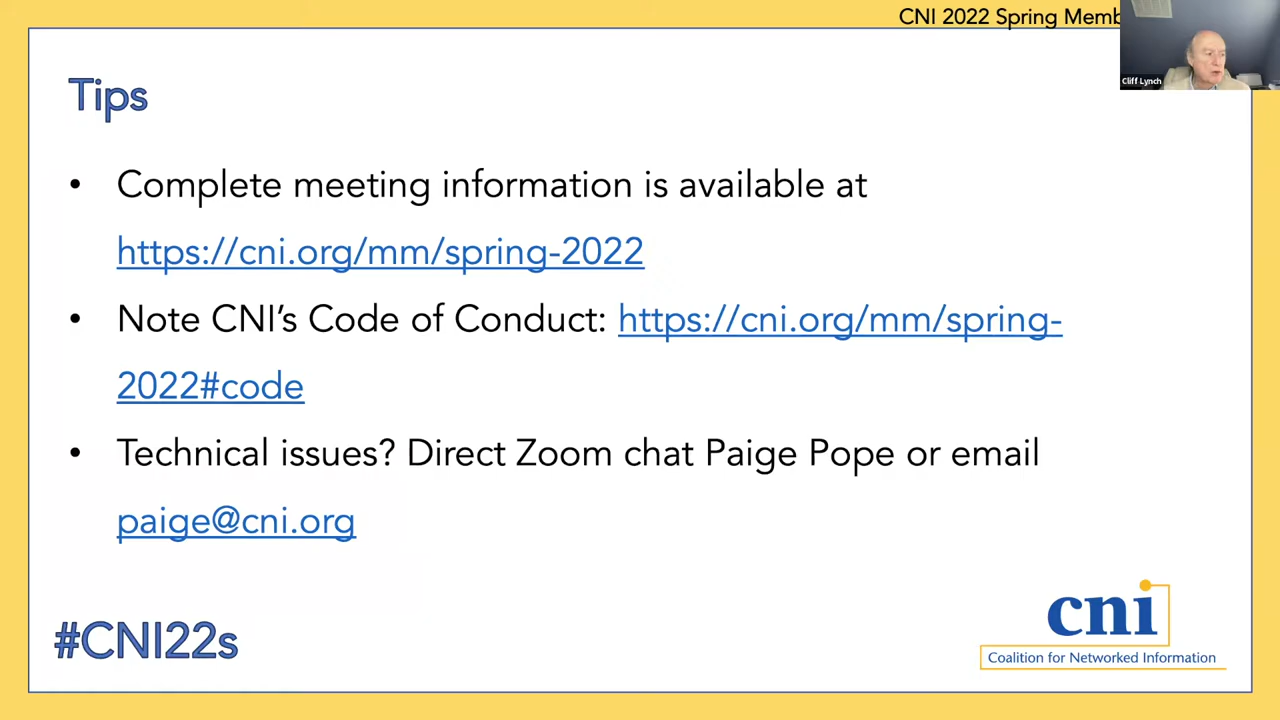 CNI 2022 Spring Memb
Cliff Lynch
Tips
• Complete meeting information is available at
https://cni.org/mm/spring-2022
• Note CNI’s Code of Conduct: https://cni.org/mm/spring-
2022#code
• Technical issues? Direct Zoom chat Paige Pope or email
paige@cni.org
#CNI22s
cni
Coalition for Networked Information